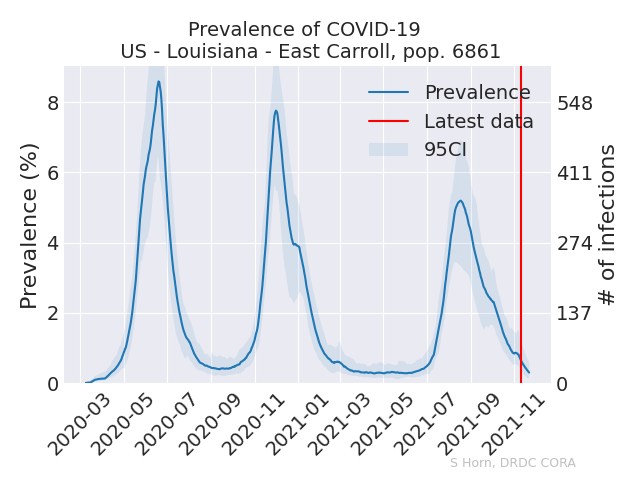 Prevalence of COVID-19
US - Louisiana - East Carroll, pop. 6861
Prevalence (%)
8
6
4
2
0
Prevalence
Latest data
95CI
548
411
274
137
0
# of infections
2020-03
2020-05
2020-07
2020-09
2020-11
2021-01
2021-03
2021-05
2021-07
2021-09
2021-11
S Horn, DRDC CORA